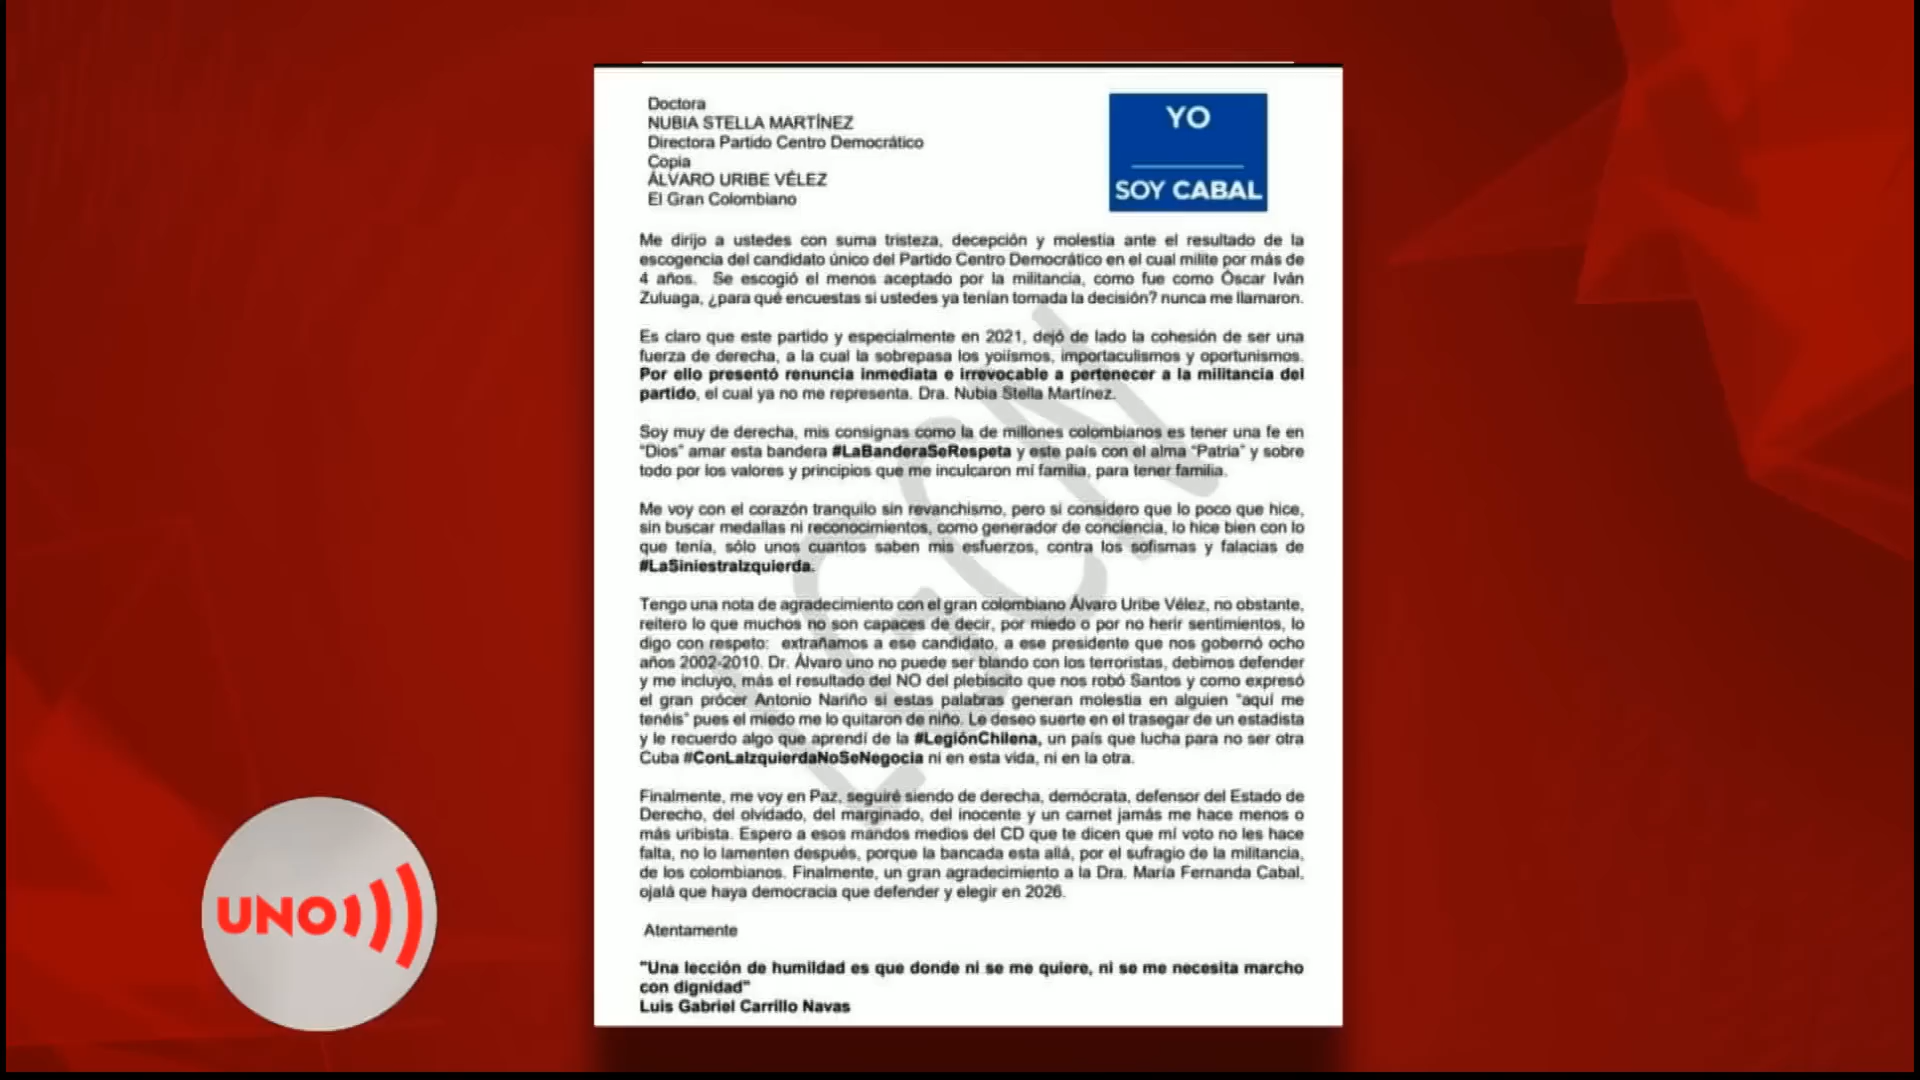 Doctora
NUBIA STELLA MARTÍNEZ
Directora Partido Centro Democrático
Copia
ÁLVARO URIBE VÉLEZ
El Gran Colombiano
YO
SOY CABAL
Me dirijo a ustedes con suma tristeza, decepción y molestia ante el resultado de la
escogencia del candidato único del Partido Centro Democrático en el cual milite por más de
4 años. Se escogió el menos aceptado por la militancia, como fue como Óscar Iván
Zuluaga, ¿para qué encuestas si ustedes ya tenían tomada la decisión? nunca me llamaron.
Es claro que este partido y especialmente en 2021, dejó de lado la cohesión de ser una
fuerza de derecha, a la cual la sobrepasa los yoiísmos, importaculismos y oportunismos.
Por ello presentó renuncia inmediata e irrevocable a pertenecer a la militancia del
partido, el cual ya no me representa. Dra. Nubia Stella Martínez.
Soy muy de derecha, mis consignas como la de millones colombianos es tener una fe en
"Dios" amar esta bandera #LaBanderaSeRespeta y este país con el alma "Patria" y sobre
todo por los valores y principios que me inculcaron mí familia, para tener familia.
Me voy con el corazón tranquilo sin revanchismo, pero si considero que lo poco que hice,
sin buscar medallas ni reconocimientos, como generador de conciencia, lo hice bien con lo
que tenía, sólo unos cuantos saben mis esfuerzos, contra los sofismas y falacias de
#LaSiniestraIzquierda.
Tengo una nota de agradecimiento con el gran colombiano Álvaro Uribe Vélez, no obstante,
reitero lo que muchos no son capaces de decir, por miedo o por no herir sentimientos, lo
digo con respeto: extrañamos a ese candidato, a ese presidente que nos gobernó ocho
años 2002-2010. Dr. Álvaro uno no puede ser blando con los terroristas, debimos defender
y me incluyo, más el resultado del NO del plebiscito que nos robó Santos y como expresó
el gran prócer Antonio Nariño si estas palabras generan molestia en alguien "aquí me
tenéis" pues el miedo me lo quitaron de niño. Le deseo suerte en el trasegar de un estadista
y le recuerdo algo que aprendí de la #LegiónChilena, un país que lucha para no ser otra
Cuba #ConLaIzquierdaNoSeNegocia ni en esta vida, ni en la otra.
Finalmente, me voy en Paz, seguiré siendo de derecha, demócrata, defensor del Estado de
Derecho, del olvidado, del marginado, del inocente y un carnet jamás me hace menos o
más uribista. Espero a esos mandos medios del CD que te dicen que mí voto no les hace
falta, no lo lamenten después, porque la bancada esta allá, por el sufragio de la militancia,
de los colombianos. Finalmente, un gran agradecimiento a la Dra. María Fernanda Cabal,
ojalá que haya democracia que defender y elegir en 2026.
Atentamente
"Una lección de humildad es que donde ni se me quiere, ni se me necesita marcho
con dignidad"
Luis Gabriel Carrillo Navas
LGCN
UNO